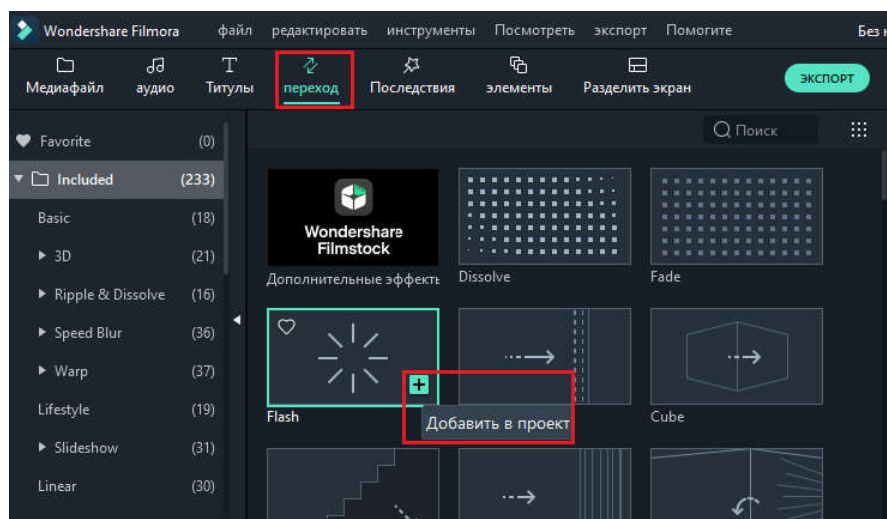 Wondershare Filmora файл редактировать инструменты Посмотреть экспорт Помогите Без
Медиафайл аудио Титулы переход Последствия элементы Разделить экран экспорт
Favorite (0)
Поиск
Included (233)
Basic (18)
3D (21)
Ripple & Dissolve (16)
Speed Blur (36)
Warp (37)
Lifestyle (19)
Slideshow (31)
Linear (30)
Wondershare
Filmstock
Дополнительные эффекть
Dissolve
Fade
Flash
Добавить в проект
Cube